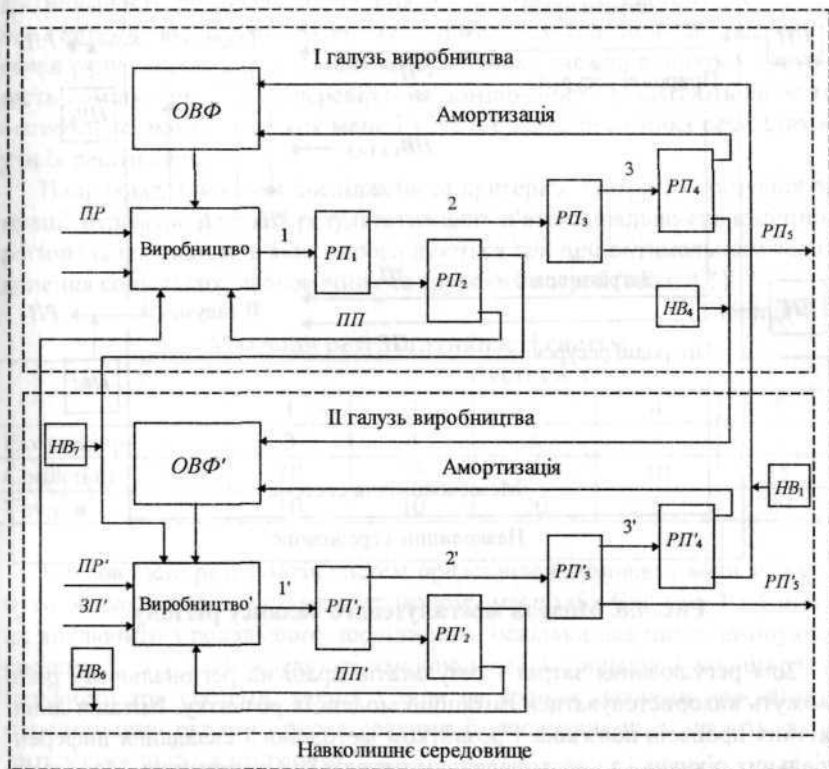 I галузь виробництва
ОВФ
Амортизація
ПР
Виробництво
1
РП₁
2
РП₂
ПП
РП₃
3
РП₄
РП₅
НВ₄
II галузь виробництва
НВ₇
ОВФ'
Амортизація
НВ₁
ПР'
ЗП'
Виробництво'
1'
РП'₁
2'
РП'₂
ПП'
РП'₃
3'
РП'₄
РП'₅
НВ₆
Навколишнє середовище